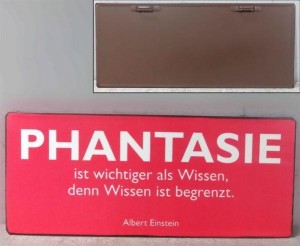 PHANTASIE
ist wichtiger als Wissen,
denn Wissen ist begrenzt.
Albert Einstein